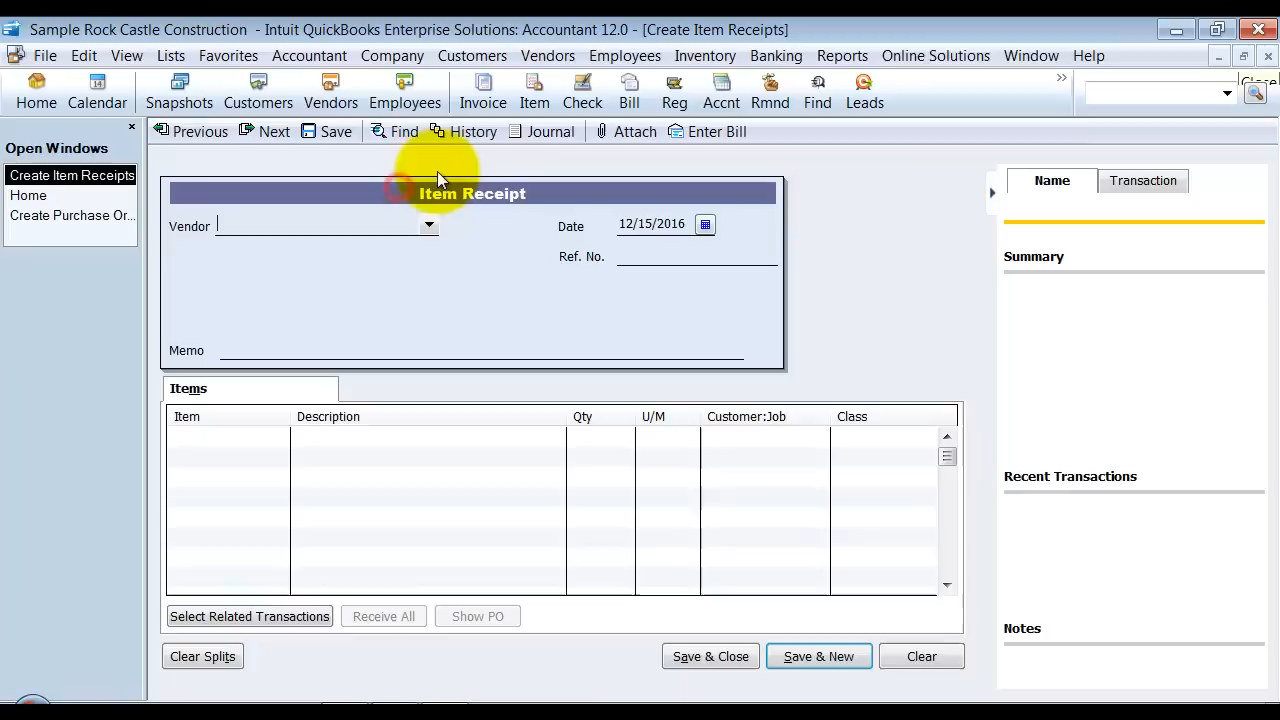 Sample Rock Castle Construction - Intuit QuickBooks Enterprise Solutions: Accountant 12.0 - [Create Item Receipts]
File Edit View Lists Favorites Accountant Company Customers Vendors Employees Inventory Banking Reports Online Solutions Window Help
Home Calendar Snapshots Customers Vendors Employees Invoice Item Check Bill Reg Accnt Rmnd Find Leads
Previous Next Save Find History Journal Attach Enter Bill
Open Windows
Create Item Receipts
Home
Create Purchase Or...
Item Receipt
Vendor
Date 12/15/2016
Ref. No.
Memo
Items
Item Description Qty U/M Customer:Job Class
Select Related Transactions Receive All Show PO
Clear Splits Save & Close Save & New Clear
Name Transaction
Summary
Recent Transactions
Notes